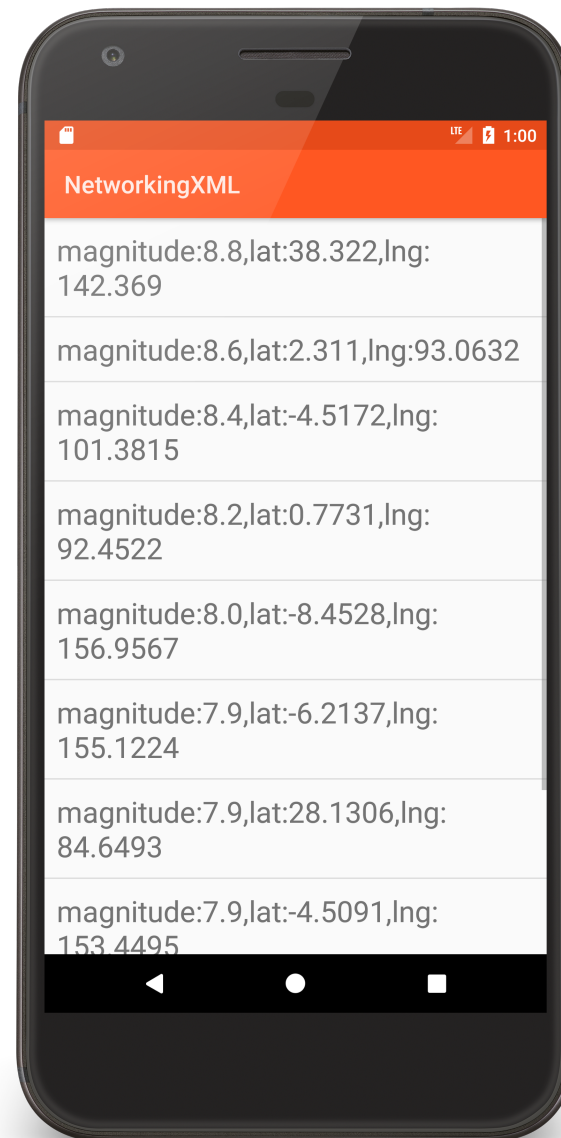 LTE 1:00
NetworkingXML
magnitude:8.8,lat:38.322,lng:
142.369
magnitude:8.6,lat:2.311,lng:93.0632
magnitude:8.4,lat:-4.5172,lng:
101.3815
magnitude:8.2,lat:0.7731,lng:
92.4522
magnitude:8.0,lat:-8.4528,lng:
156.9567
magnitude:7.9,lat:-6.2137,lng:
155.1224
magnitude:7.9,lat:28.1306,lng:
84.6493
magnitude:7.9,lat:-4.5091,lng:
153.4495